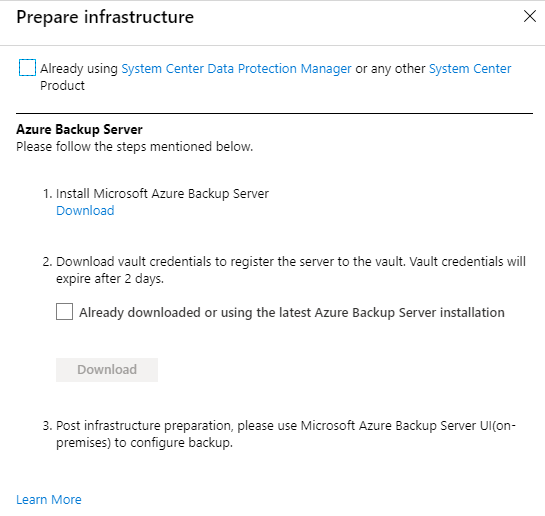 Prepare infrastructure
Already using System Center Data Protection Manager or any other System Center
Product
Azure Backup Server
Please follow the steps mentioned below.
1. Install Microsoft Azure Backup Server
Download
2. Download vault credentials to register the server to the vault. Vault credentials will
expire after 2 days.
Already downloaded or using the latest Azure Backup Server installation
Download
3. Post infrastructure preparation, please use Microsoft Azure Backup Server UI(on-
premises) to configure backup.
Learn More